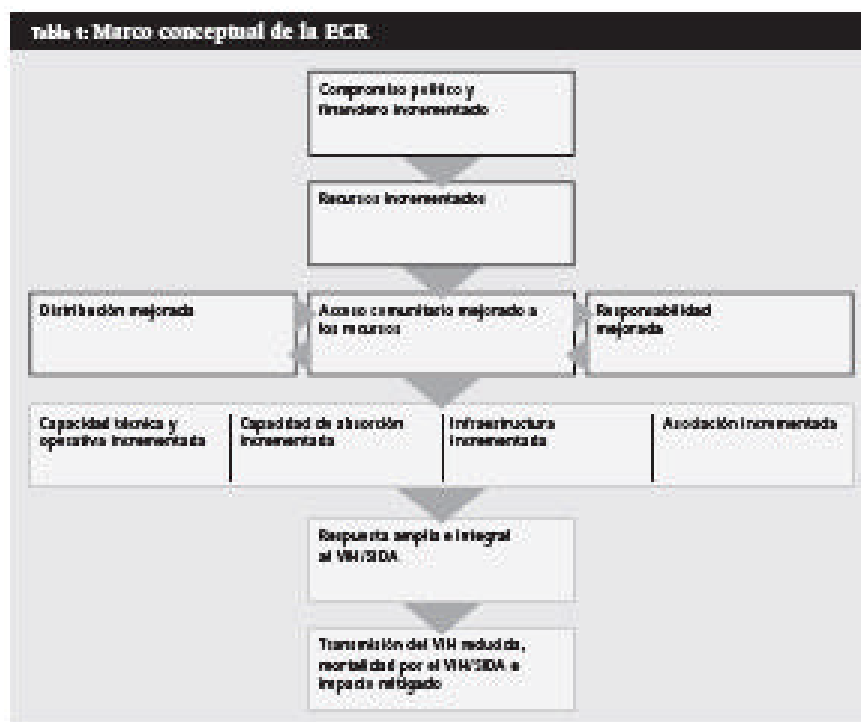 Tabla 1: Marco conceptual de la ECR
Compromiso político y
financiero incrementado
Recursos incrementados
Distribución mejorada
Acceso comunitario mejorado a
los recursos
Responsabilidad
mejorada
Capacidad técnica y
operativa incrementada
Capacidad de absorción
incrementada
Infraestructura
incrementada
Asociación incrementada
Respuesta amplia e integral
al VIH/SIDA
Transmisión del VIH reducida,
mortalidad por el VIH/SIDA e
impacto mitigado